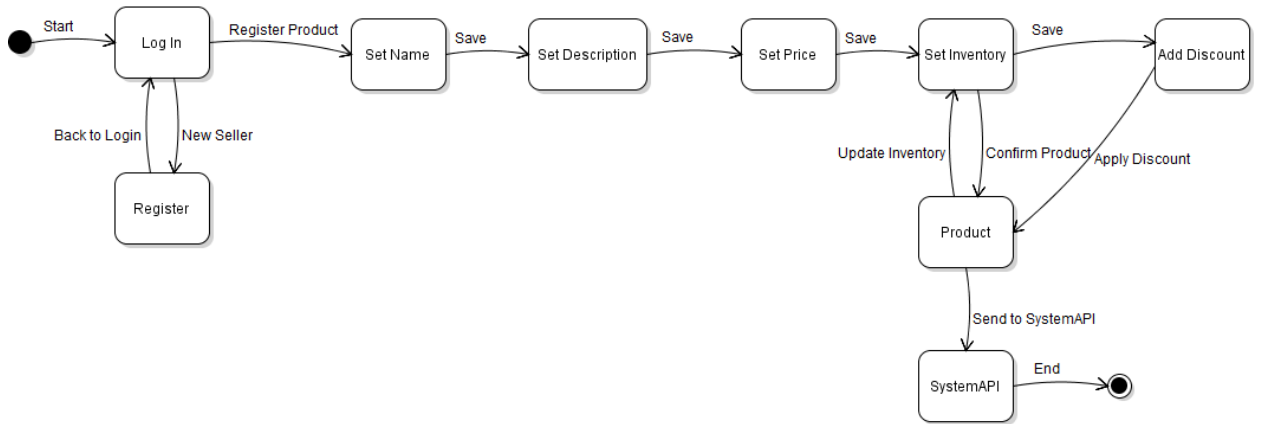 Start
Log In
Register Product
Set Name
Save
Set Description
Save
Set Price
Save
Set Inventory
Save
Add Discount
Back to Login
New Seller
Update Inventory
Confirm Product
Apply Discount
Register
Product
Send to SystemAPI
SystemAPI
End